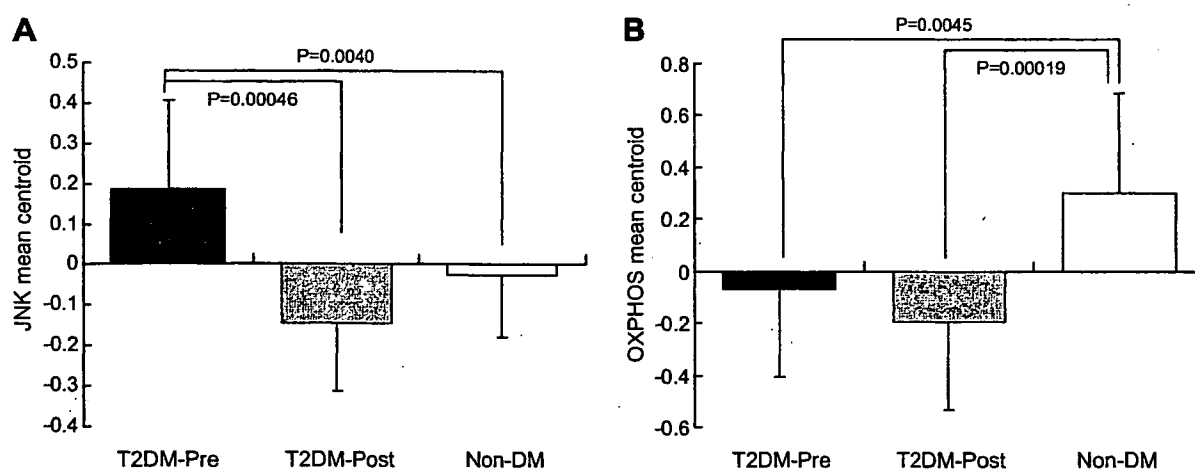 A
P=0.0040
P=0.00046
JNK mean centroid
0.5
0.4
0.3
0.2
0.1
0
-0.1
-0.2
-0.3
-0.4
T2DM-Pre T2DM-Post Non-DM
B
P=0.0045
P=0.00019
OXPHOS mean centroid
0.8
0.6
0.4
0.2
0
-0.2
-0.4
-0.6
T2DM-Pre T2DM-Post Non-DM